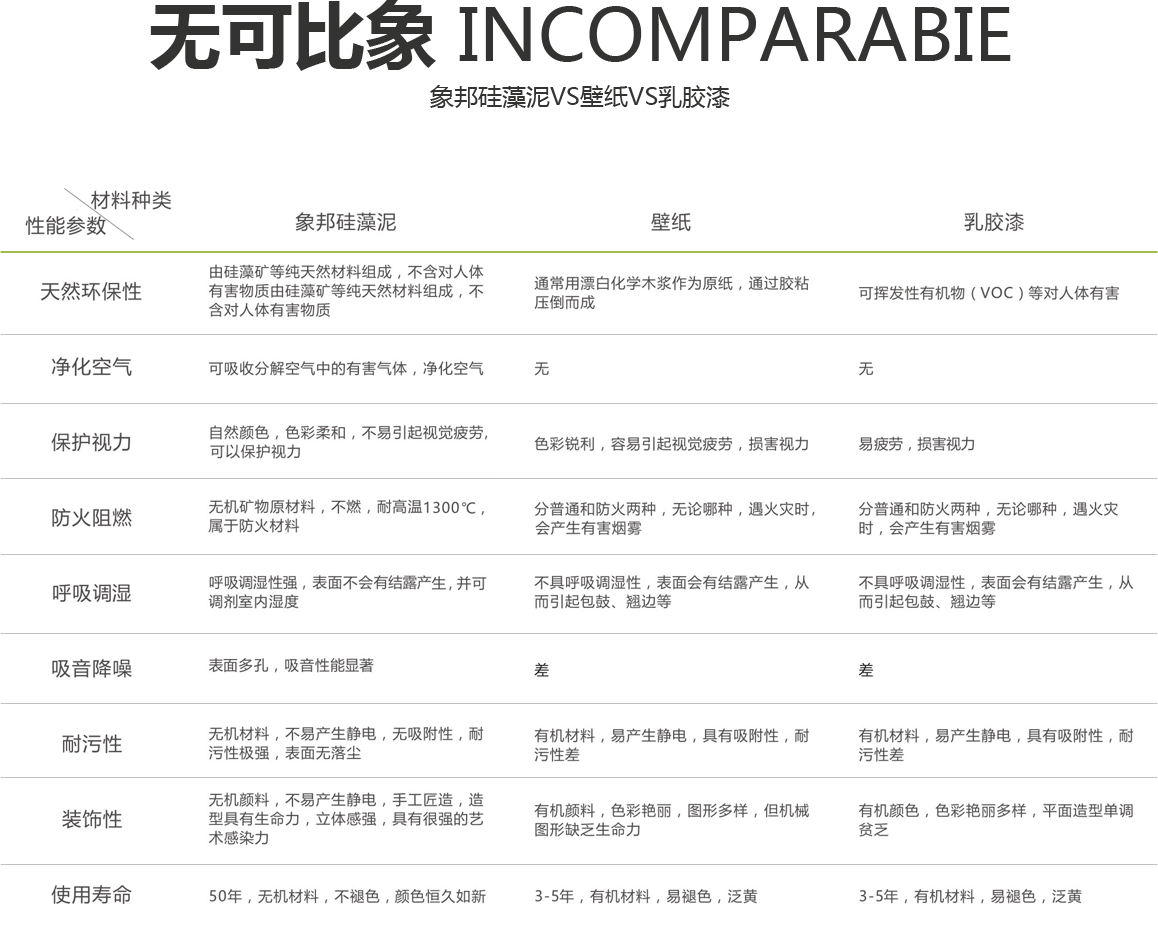 无可比象 INCOMPARABIE
象邦硅藻泥VS壁纸VS乳胶漆
材料种类
性能参数
象邦硅藻泥
壁纸
乳胶漆
天然环保性
由硅藻矿等纯天然材料组成，不含对人体
有害物质由硅藻矿等纯天然材料组成，不
含对人体有害物质
通常用漂白化学木浆作为原纸，通过胶粘
压倒而成
可挥发性有机物（VOC）等对人体有害
净化空气
可吸收分解空气中的有害气体，净化空气
无
无
保护视力
自然颜色，色彩柔和，不易引起视觉疲劳，
可以保护视力
色彩锐利，容易引起视觉疲劳，损害视力
易疲劳，损害视力
防火阻燃
无机矿物原材料，不燃，耐高温1300℃，
属于防火材料
分普通和防火两种，无论哪种，遇火灾时，
会产生有害烟雾
分普通和防火两种，无论哪种，遇火灾
时，会产生有害烟雾
呼吸调湿
呼吸调湿性强，表面不会有结露产生，并可
调剂室内湿度
不具呼吸调湿性，表面会有结露产生，从
而引起包鼓、翘边等
不具呼吸调湿性，表面会有结露产生，从
而引起包鼓、翘边等
吸音降噪
表面多孔，吸音性能显著
差
差
耐污性
无机材料，不易产生静电，无吸附性，耐
污性极强，表面无落尘
有机材料，易产生静电，具有吸附性，耐
污性差
有机材料，易产生静电，具有吸附性，耐
污性差
装饰性
无机颜料，不易产生静电，手工匠造，造
型具有生命力，立体感强，具有很强的艺
术感染力
有机颜料，色彩艳丽，图形多样，但机械
图形缺乏生命力
有机颜色，色彩艳丽多样，平面造型单调
贫乏
使用寿命
50年，无机材料，不褪色，颜色恒久如新
3-5年，有机材料，易褪色，泛黄
3-5年，有机材料，易褪色，泛黄